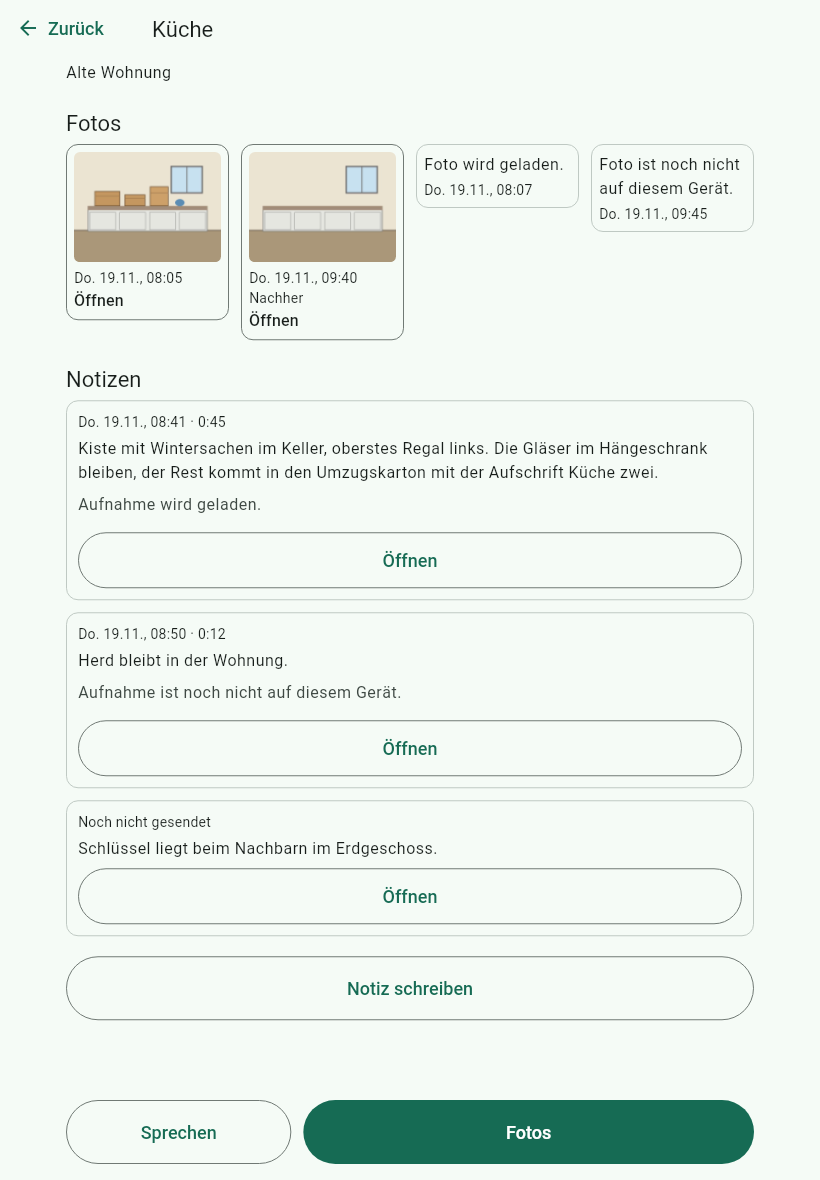 Zurück
Küche
Alte Wohnung
Fotos
Do. 19.11., 08:05
Öffnen
Do. 19.11., 09:40
Nachher
Öffnen
Foto wird geladen.
Do. 19.11., 08:07
Foto ist noch nicht
auf diesem Gerät.
Do. 19.11., 09:45
Notizen
Do. 19.11., 08:41 · 0:45
Kiste mit Wintersachen im Keller, oberstes Regal links. Die Gläser im Hängeschrank
bleiben, der Rest kommt in den Umzugskarton mit der Aufschrift Küche zwei.
Aufnahme wird geladen.
Öffnen
Do. 19.11., 08:50 · 0:12
Herd bleibt in der Wohnung.
Aufnahme ist noch nicht auf diesem Gerät.
Öffnen
Noch nicht gesendet
Schlüssel liegt beim Nachbarn im Erdgeschoss.
Öffnen
Notiz schreiben
Sprechen
Fotos